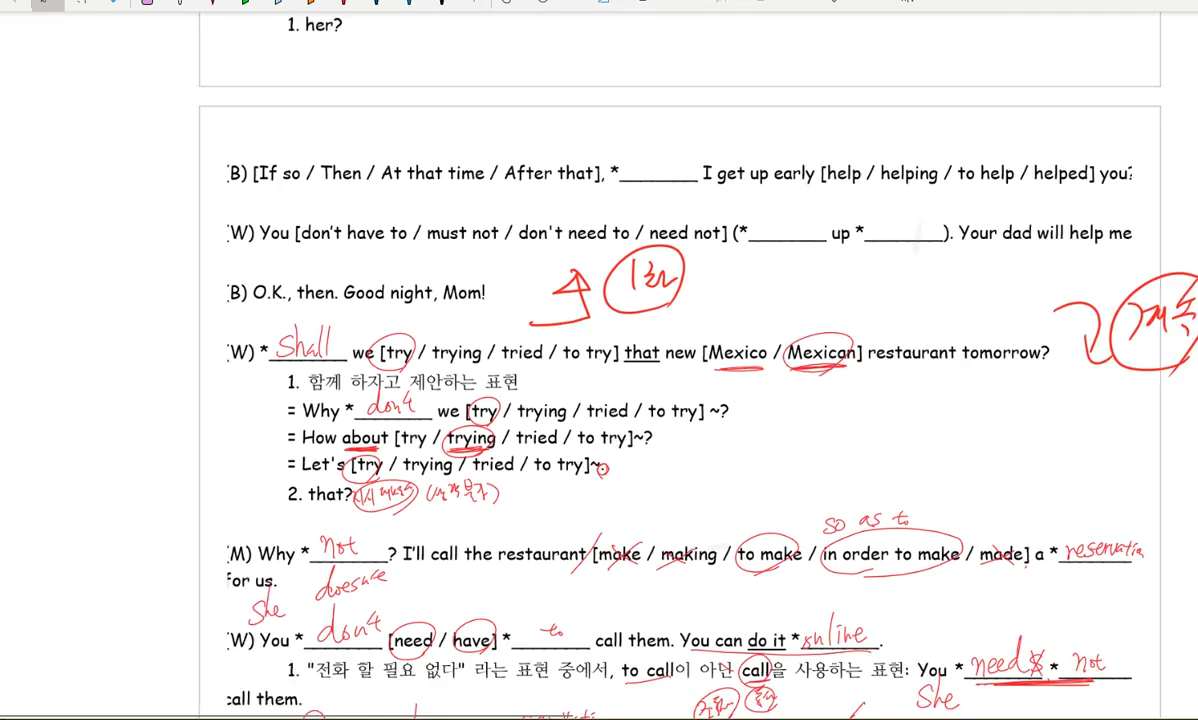 1. her?
(B) [If so / Then / At that time / After that], *________ I get up early [help / helping / to help / helped] you?
(W) You [don't have to / must not / don't need to / need not] (*________ up *________). Your dad will help me
(B) O.K., then. Good night, Mom!
(W) * shall we [try / trying / tried / to try] that new [Mexico / Mexican] restaurant tomorrow?
1. 함께 하자고 제안하는 표현
= Why * don't we [try / trying / tried / to try] ~?
= How about [try / trying / tried / to try]~?
= Let's [try / trying / tried / to try]~.
2. that?
so as to
(M) Why * not ? I'll call the restaurant [make / making / to make / in order to make / made] a * reservation
for us.
She
(W) You * don't [need / have] * to call them. You can do it * online.
1. "전화 할 필요 없다" 라는 표현 중에서, to call이 아닌 call을 사용하는 표현: You * need * not
call them.
She